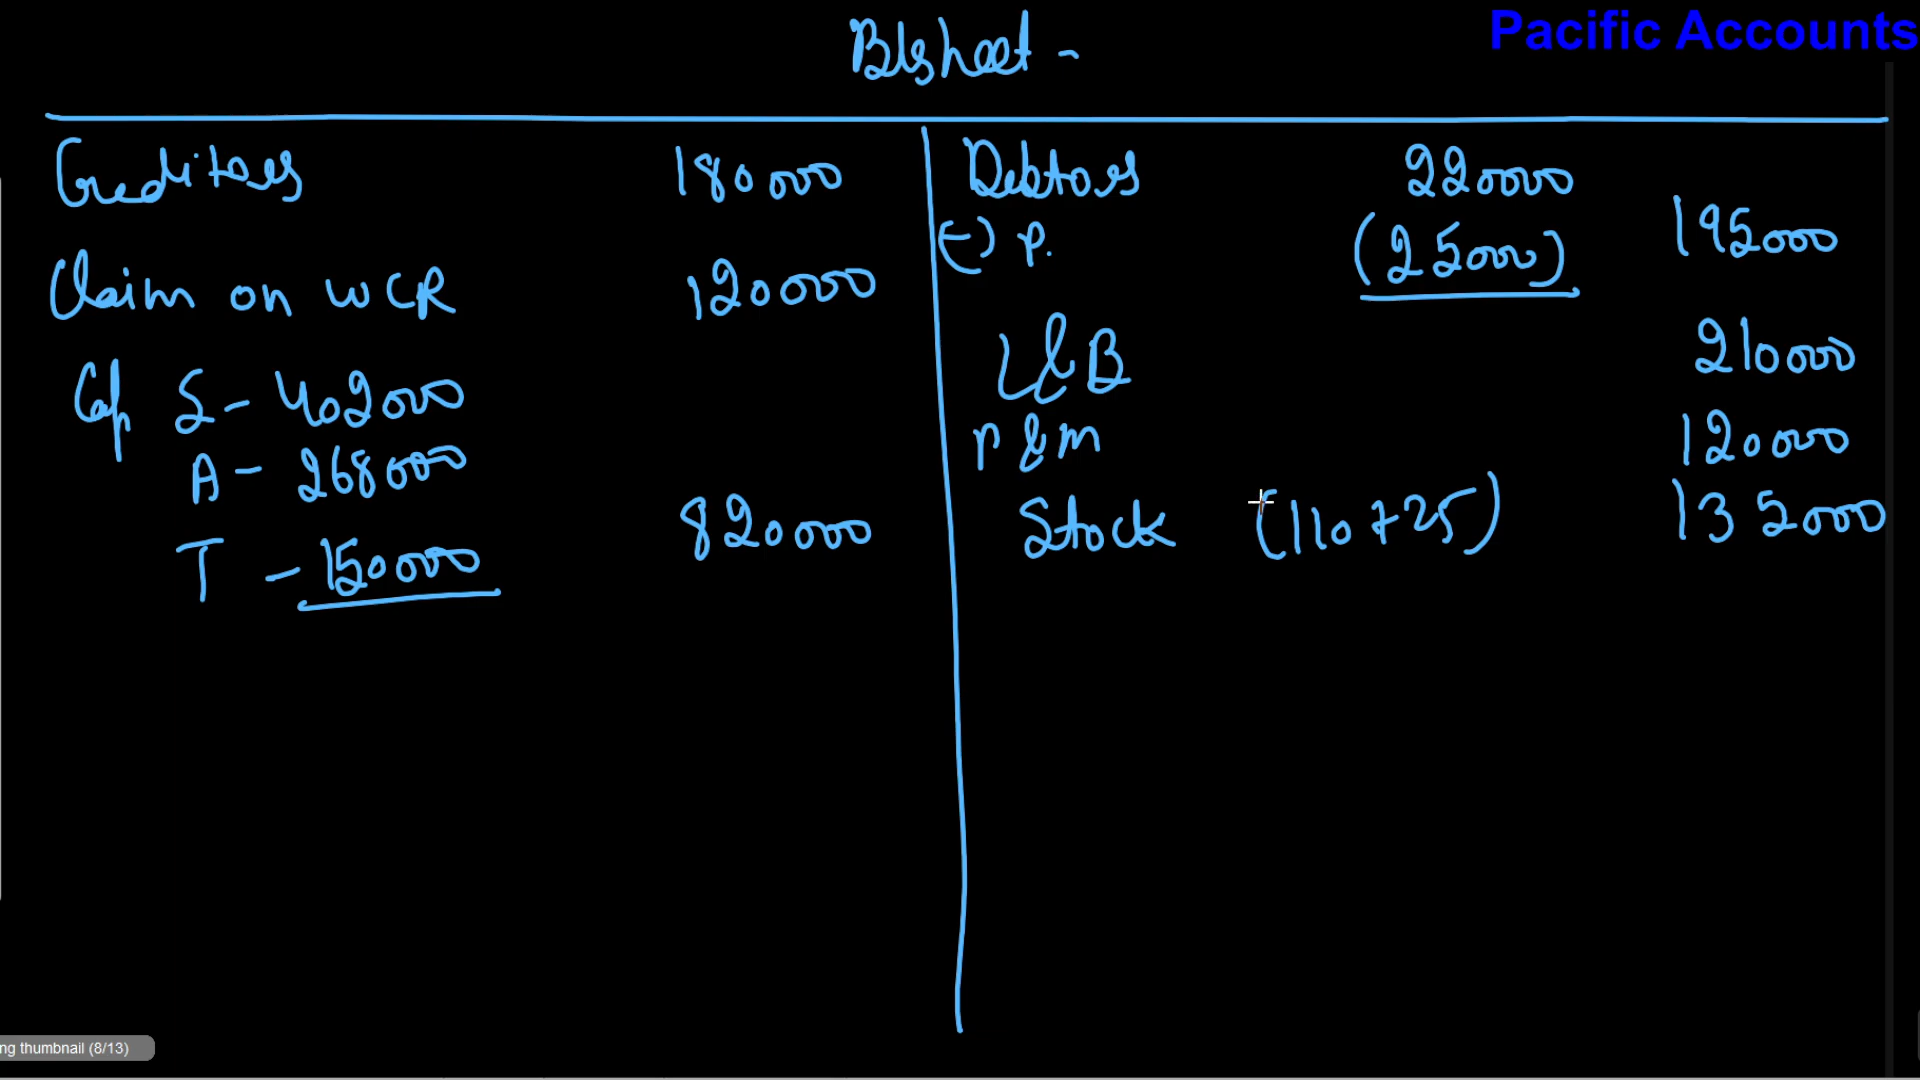 Pacific Accounts
B/sheet -
Creditors 180000
Claim on WCR 120000
Cap S - 402000
A - 268000
T - 150000 820000
Debtors 220000
(-) P. (25000) 195000
L & B 210000
P & m 120000
Stock (110+25) 135000
ng thumbnail (8/13)